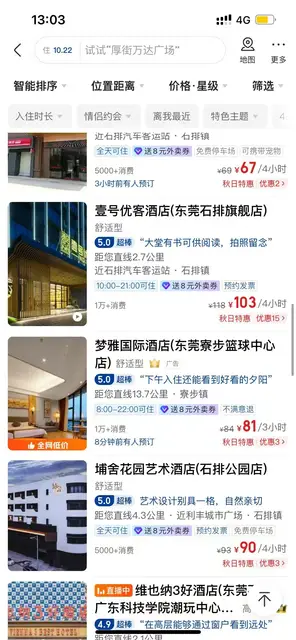 13:03
4G
住 10.22
试试“厚街万达广场“
地图
更多
智能排序
位置距离
价格·星级
筛选
入住时长
情侣约会
离我最近
特色主题
近石排汽车客运站 · 石排镇
全天可住
送8元外卖券
免费停车场
可携带宠物
5000+消费
¥69 ¥67/4小时
3小时前有人预订
秋日特惠
优惠2>
壹号优客酒店(东莞石排旗舰店)
舒适型
5.0 超棒 “大堂有书可供阅读，拍照留念”
距您直线2.7公里
近石排汽车客运站 · 石排镇
10:00-21:00可住
送8元外卖券
预约发票
1万+消费
¥118 ¥103/4小时
秋日特惠
优惠15>
梦雅国际酒店(东莞寮步篮球中心
店)
舒适型
广告
5.0 超棒 “下午入住还能看到好看的夕阳”
距您直线13.7公里 · 寮步镇
8:00-22:00可住
送8元外卖券
不满意退
全网低价
1万+消费
¥84 ¥81/3小时
8分钟前有人预订
秋日特惠
优惠3>
埔舍花园艺术酒店(石排公园店)
舒适型
5.0 超棒 艺术设计别具一格，自然亲切
距您直线4.3公里 · 近利丰城市广场 · 石排镇
全天可住
送8元外卖券
预约发票
免费停车场
5000+消费
¥93 ¥90/4小时
秋日特惠
优惠3>
直播中
维也纳3好酒店(东莞
广东科技学院潮玩中心...
高
4.9 超棒 “在高层能够通过窗户看到远处”
距您直线2.1公里